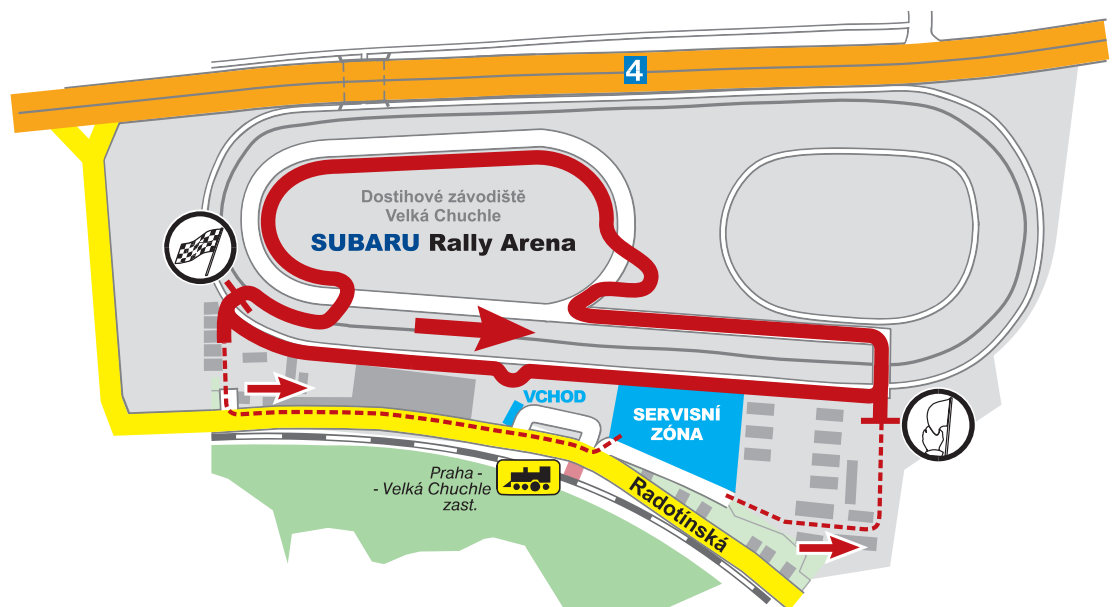 4
Dostihové závodiště
Velká Chuchle
SUBARU Rally Arena
VCHOD
SERVISNÍ
ZÓNA
Praha -
- Velká Chuchle
zast.
Radotínská